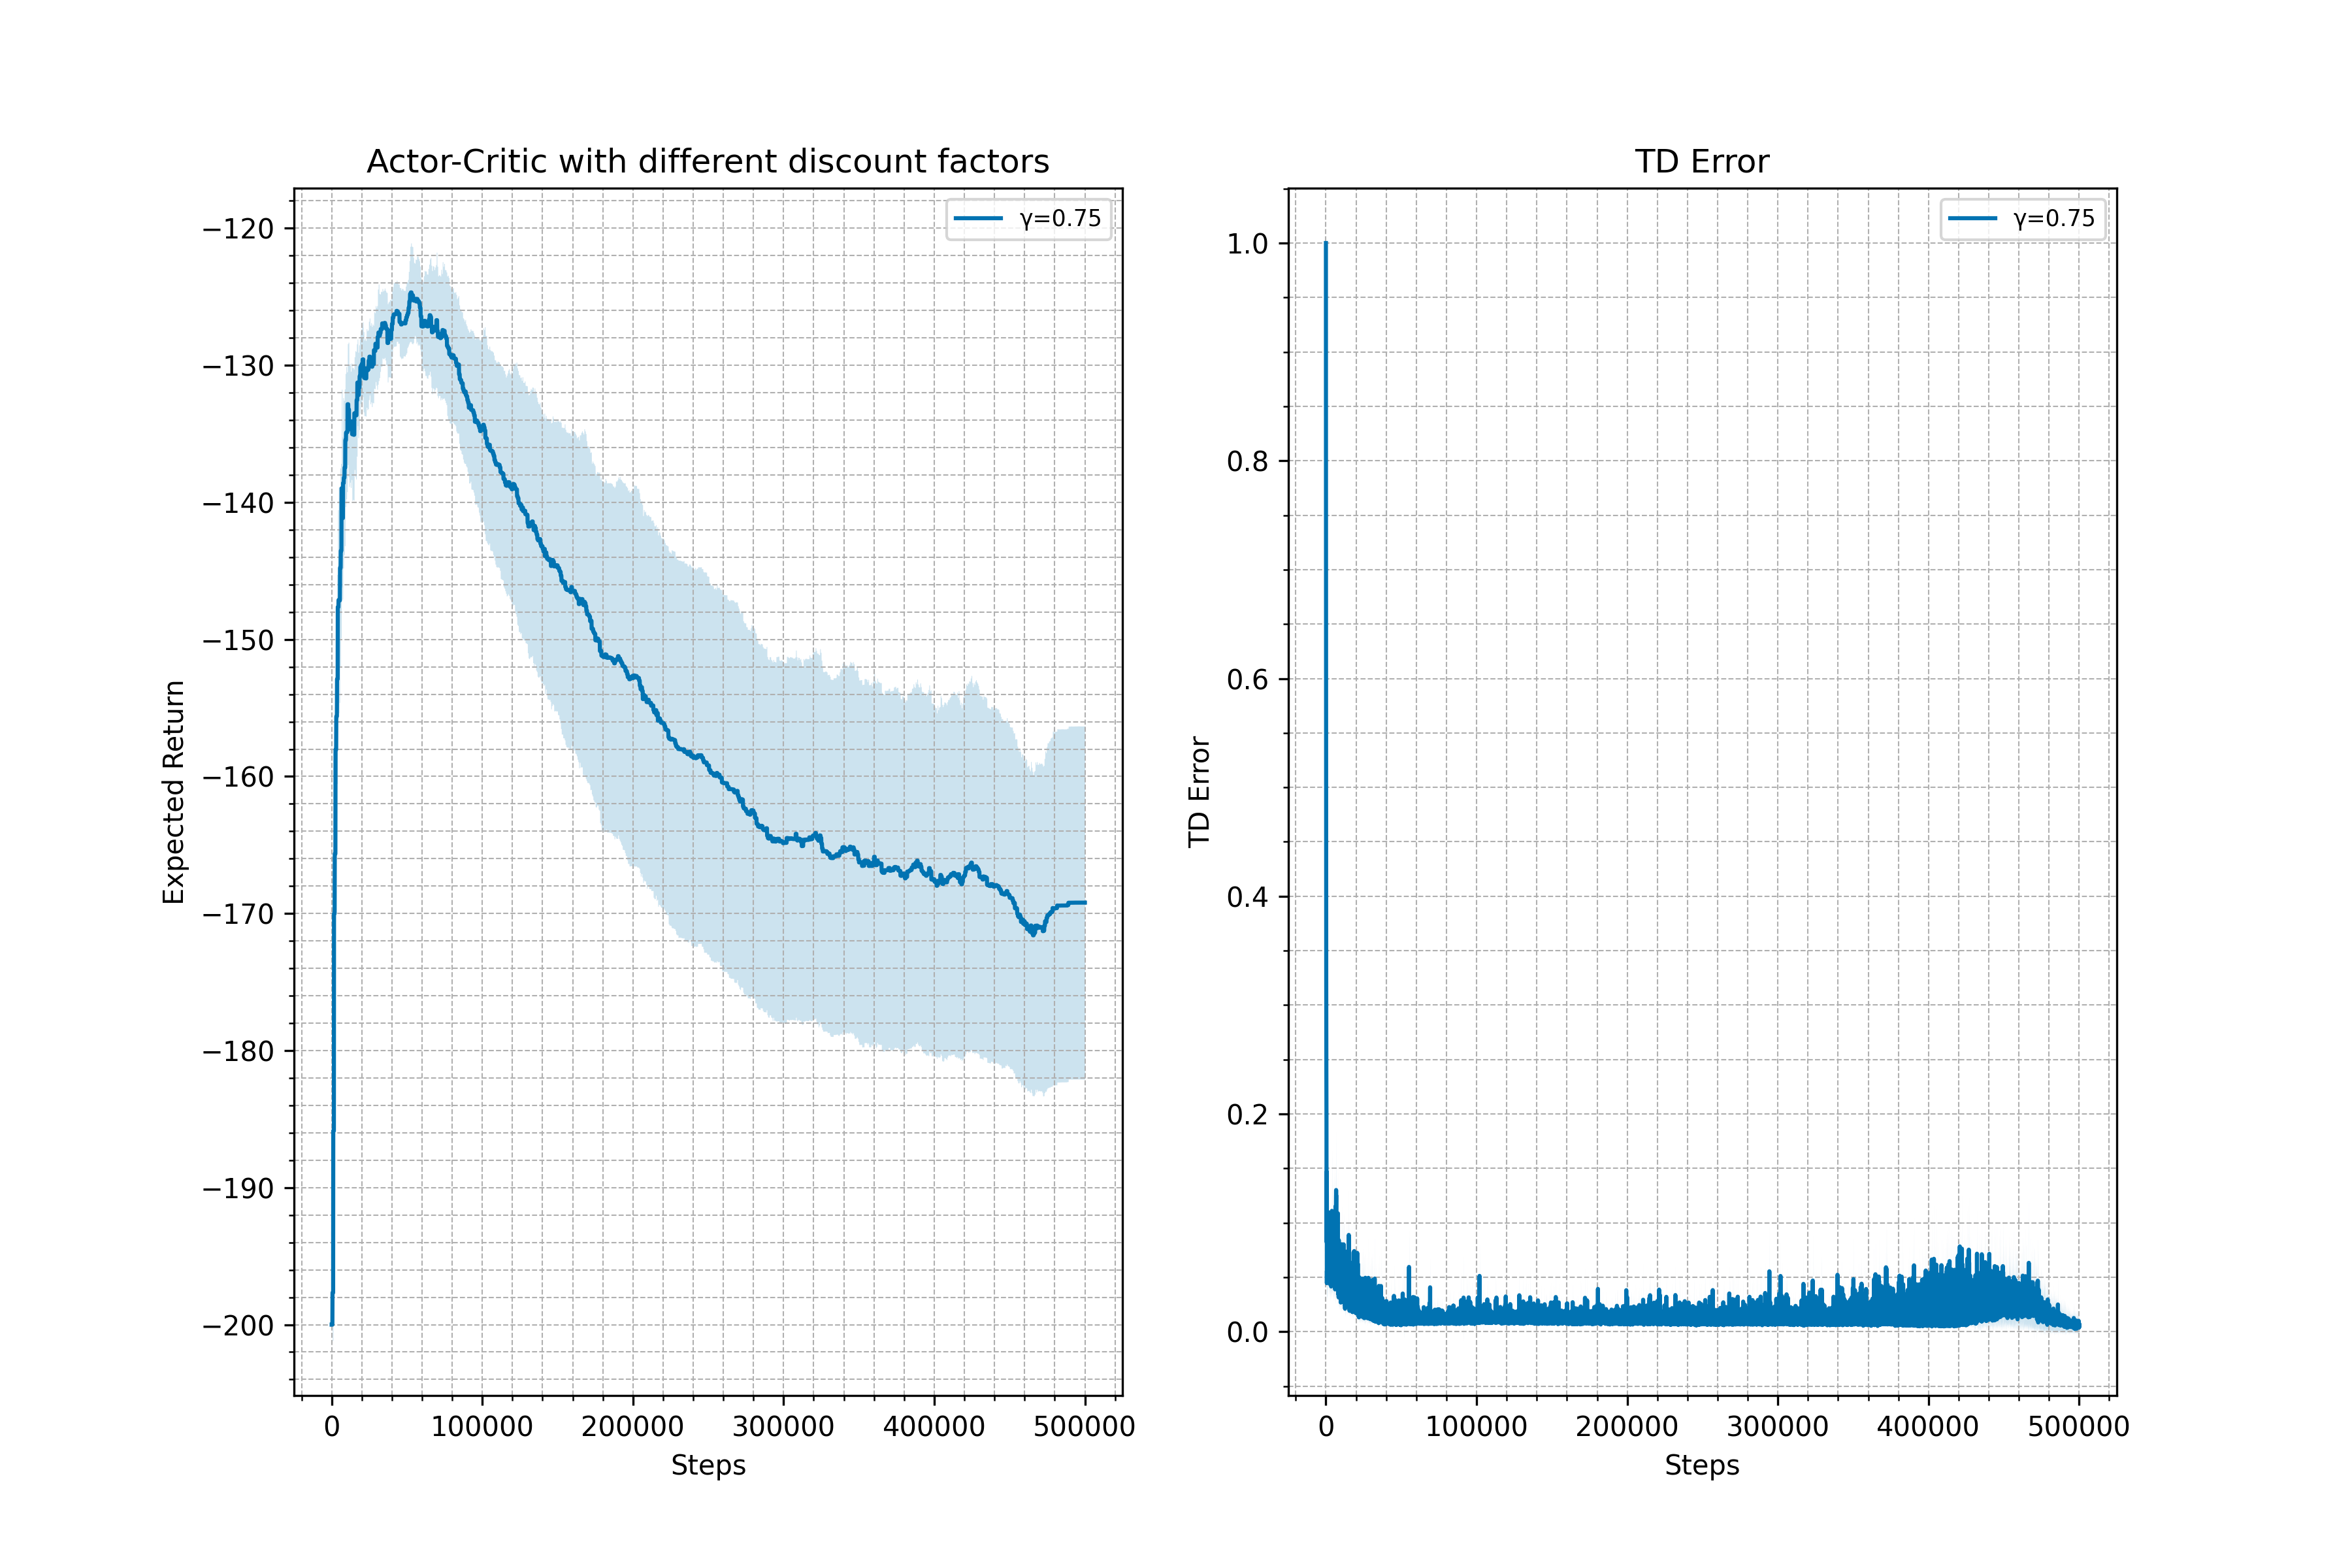 Actor-Critic with different discount factors
γ=0.75
−120
−130
−140
−150
−160
−170
−180
−190
−200
Expected Return
0 100000 200000 300000 400000 500000
Steps
TD Error
γ=0.75
1.0
0.8
0.6
0.4
0.2
0.0
TD Error
0 100000 200000 300000 400000 500000
Steps